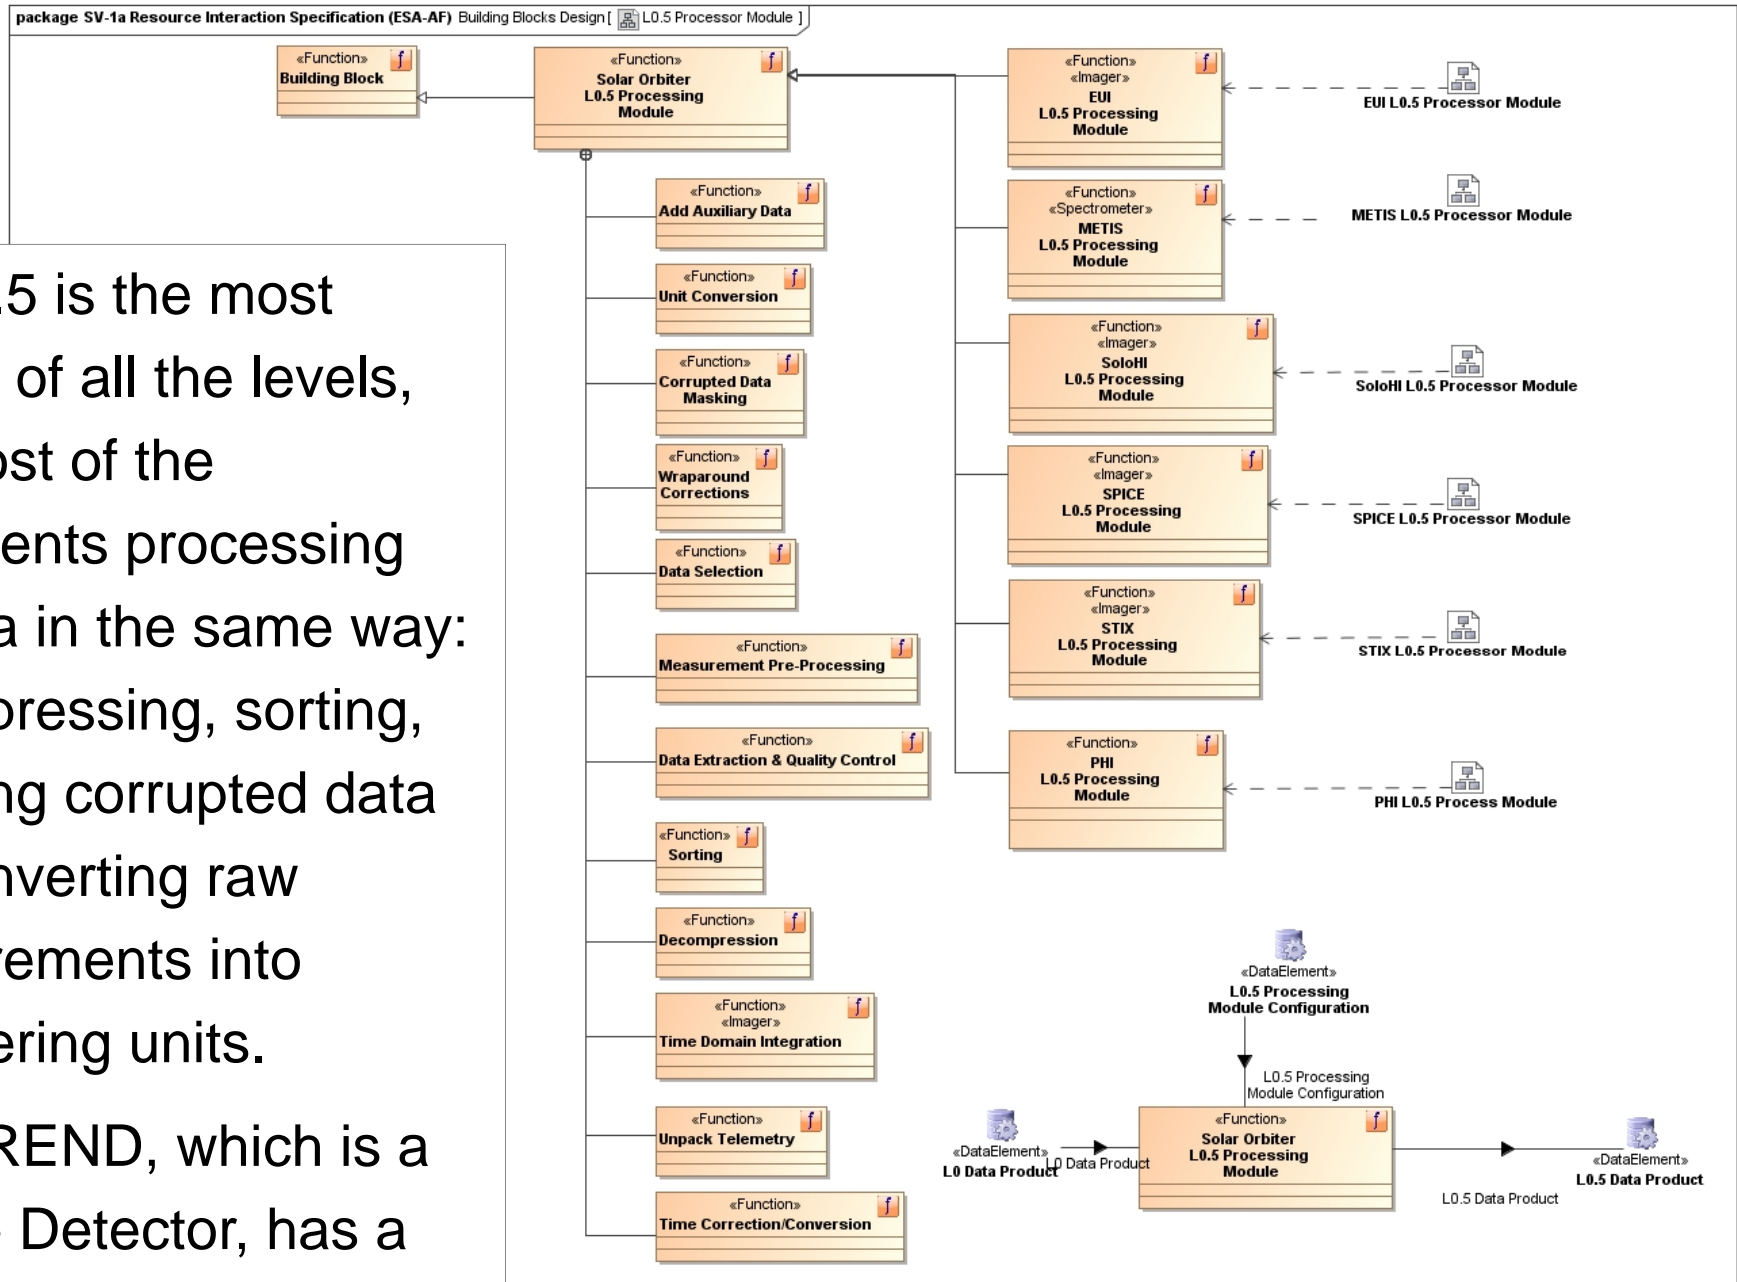 package SV-1a Resource Interaction Specification (ESA-AF) Building Blocks Design [ L0.5 Processor Module ]
«Function»
Building Block
«Function»
Solar Orbiter
L0.5 Processing
Module
«Function»
Add Auxiliary Data
«Function»
Unit Conversion
«Function»
Corrupted Data
Masking
«Function»
Wraparound
Corrections
«Function»
Data Selection
«Function»
Measurement Pre-Processing
«Function»
Data Extraction & Quality Control
«Function»
Sorting
«Function»
Decompression
«Function»
«Imager»
Time Domain Integration
«Function»
Unpack Telemetry
«Function»
Time Correction/Conversion
«Function»
«Imager»
EUI
L0.5 Processing
Module
EUI L0.5 Processor Module
«Function»
«Spectrometer»
METIS
L0.5 Processing
Module
METIS L0.5 Processor Module
«Function»
«Imager»
SoloHI
L0.5 Processing
Module
SoloHI L0.5 Processor Module
«Function»
«Imager»
SPICE
L0.5 Processing
Module
SPICE L0.5 Processor Module
«Function»
«Imager»
STIX
L0.5 Processing
Module
STIX L0.5 Processor Module
«Function»
PHI
L0.5 Processing
Module
PHI L0.5 Process Module
«DataElement»
L0.5 Processing
Module Configuration
L0.5 Processing
Module Configuration
«DataElement»
L0 Data Product
L0 Data Product
«Function»
Solar Orbiter
L0.5 Processing
Module
L0.5 Data Product
«DataElement»
L0.5 Data Product
.5 is the most
of all the levels,
ost of the
ents processing
a in the same way:
pressing, sorting,
ng corrupted data
nverting raw
rements into
ering units.
REND, which is a
Detector, has a